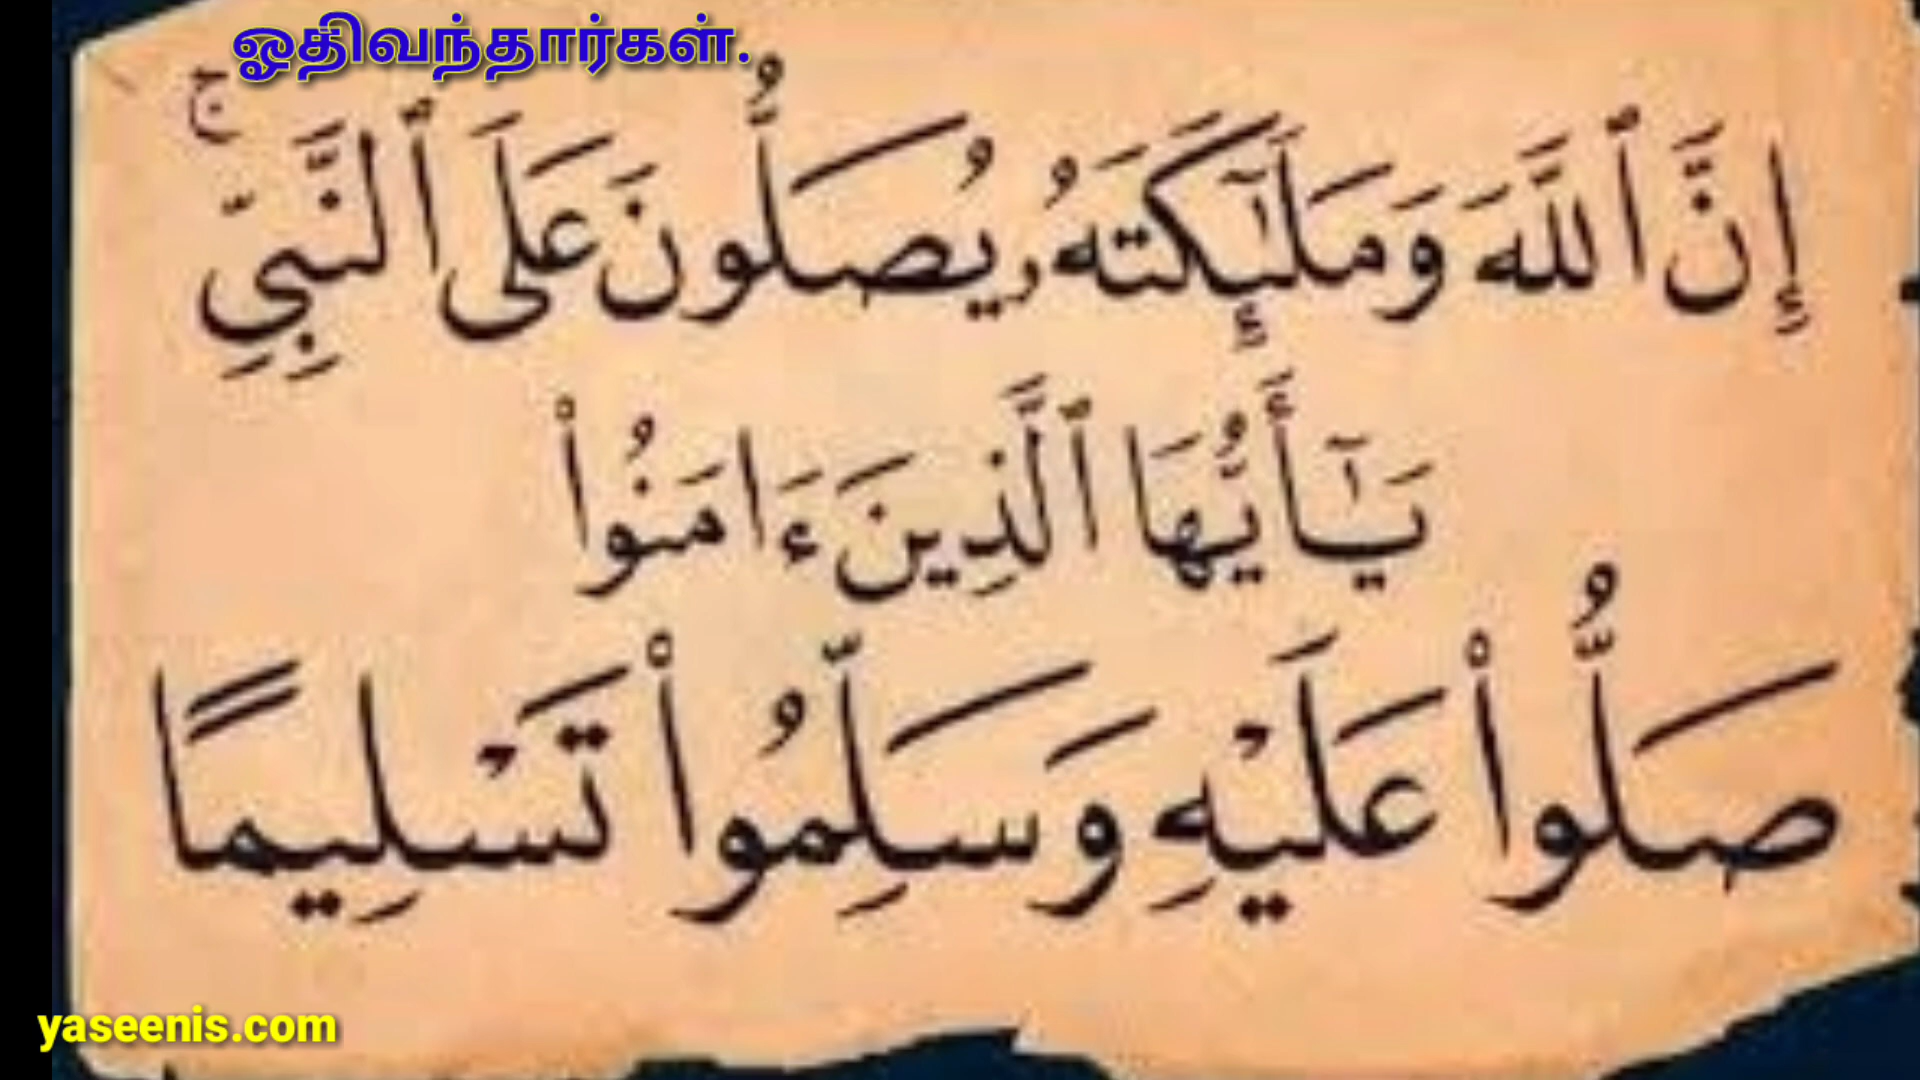 ஓதிவந்தார்கள்.
إِنَّ ٱللَّهَ وَمَلَٰٓئِكَتَهُۥ يُصَلُّونَ عَلَى ٱلنَّبِيِّ ۚ
يَٰٓأَيُّهَا ٱلَّذِينَ ءَامَنُوا۟
صَلُّوا۟ عَلَيْهِ وَسَلِّمُوا۟ تَسْلِيمًا
yaseenis.com